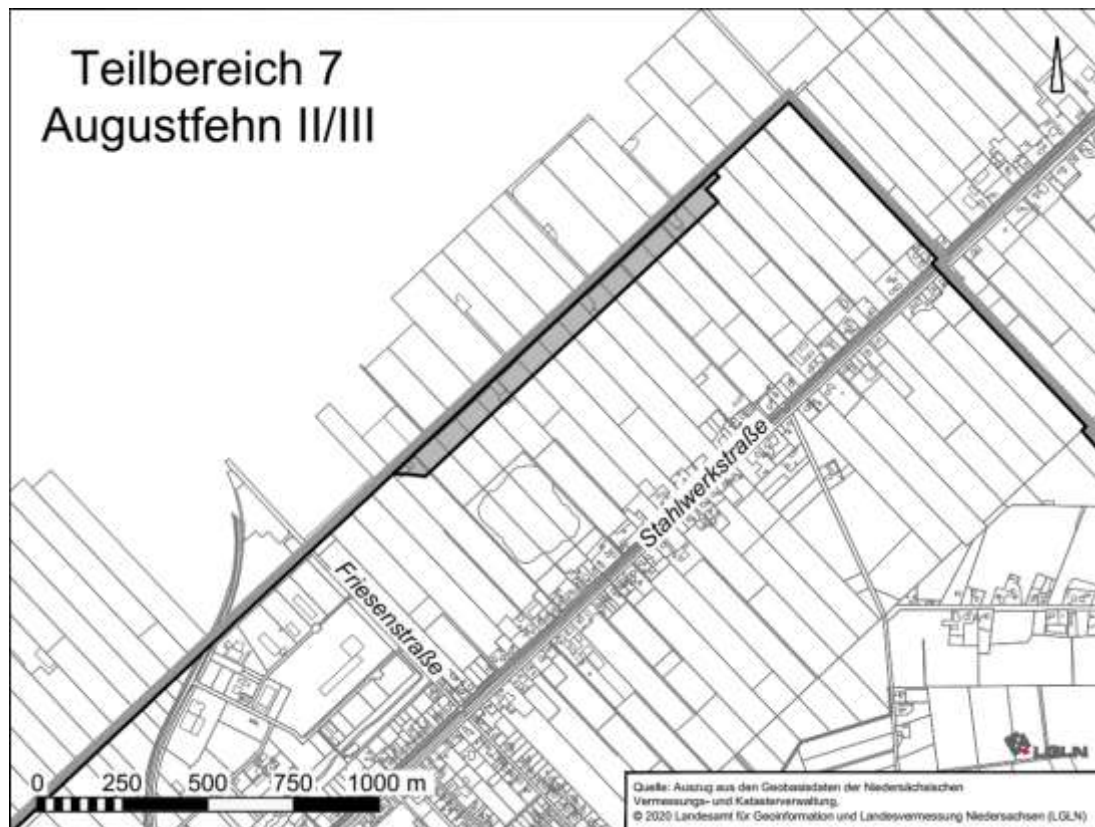 Teilbereich 7
Augustfehn II/III
Stahlwerkstraße
Friesenstraße
0 250 500 750 1000 m
LGLN
Quelle: Auszug aus den Geobasisdaten der Niedersächsischen
Vermessungs- und Katasterverwaltung,
© 2020 Landesamt für Geoinformation und Landesvermessung Niedersachsen (LGLN)